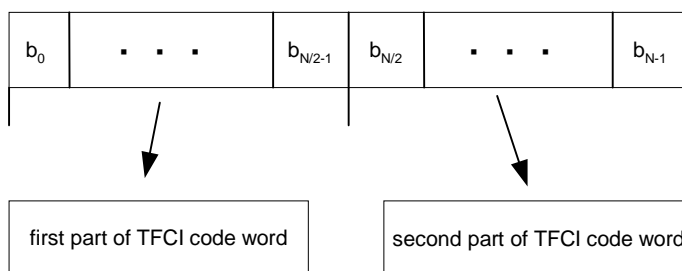 b0 . . . bN/2-1 bN/2 . . . bN-1
first part of TFCI code word second part of TFCI code word